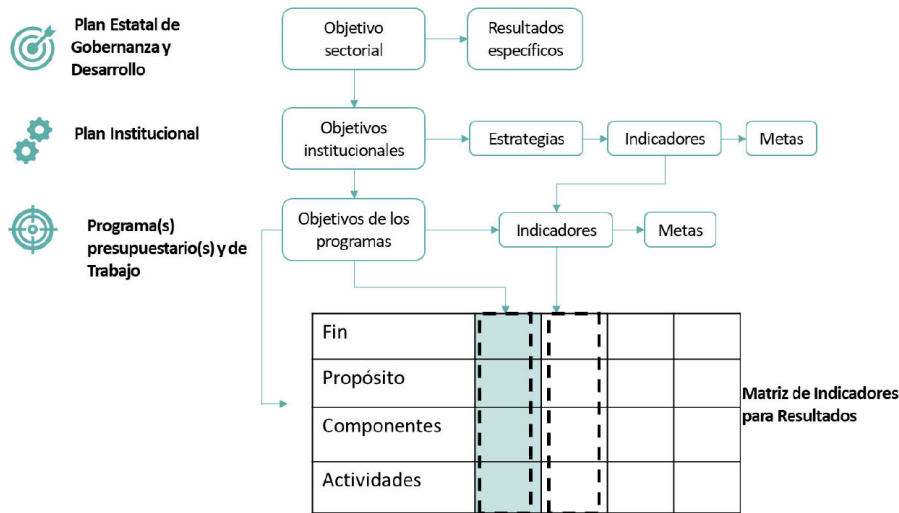 Plan Estatal de
Gobernanza y
Desarrollo
Objetivo
sectorial
Resultados
específicos
Plan Institucional
Objetivos
institucionales
Estrategias
Indicadores
Metas
Programa(s)
presupuestario(s) y de
Trabajo
Objetivos de los
programas
Indicadores
Metas
Fin
Propósito
Componentes
Actividades
Matriz de Indicadores
para Resultados